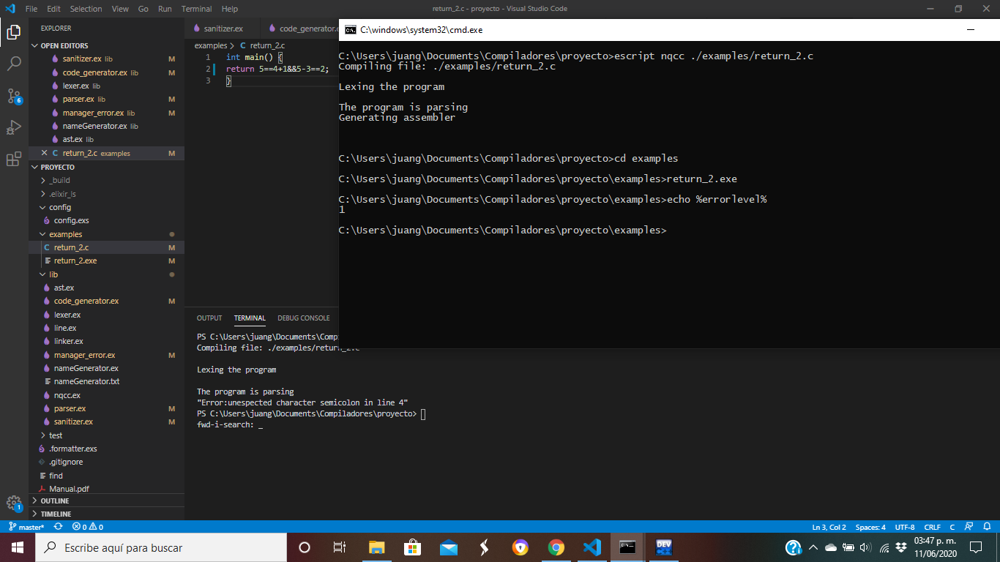 File Edit Selection View Go Run Terminal Help
return_2.c - proyecto - Visual Studio Code
EXPLORER
OPEN EDITORS
sanitizer.ex lib M
code_generator.ex lib M
lexer.ex lib
parser.ex lib M
manager_error.ex lib M
nameGenerator.ex lib
ast.ex lib
C return_2.c examples M
PROYECTO
_build
.elixir_ls
config
config.exs
examples
C return_2.c M
return_2.exe M
lib
ast.ex
code_generator.ex M
lexer.ex
line.ex
linker.ex
manager_error.ex M
nameGenerator.ex
nameGenerator.txt
nqcc.ex
parser.ex M
sanitizer.ex M
test
.formatter.exs
.gitignore
find
Manual.pdf
OUTLINE
TIMELINE
6
1
sanitizer.ex code_generator.e
examples > C return_2.c
1 int main() {
2 return 5==4+1&&5-3==2;
3 }
C:\windows\system32\cmd.exe
C:\Users\juang\Documents\Compiladores\proyecto>escript nqcc ./examples/return_2.c
Compiling file: ./examples/return_2.c
Lexing the program
The program is parsing
Generating assembler
C:\Users\juang\Documents\Compiladores\proyecto>cd examples
C:\Users\juang\Documents\Compiladores\proyecto\examples>return_2.exe
C:\Users\juang\Documents\Compiladores\proyecto\examples>echo %errorlevel%
1
C:\Users\juang\Documents\Compiladores\proyecto\examples>
OUTPUT TERMINAL DEBUG CONSOLE
PS C:\Users\juang\Documents\Comp
Compiling file: ./examples/return_2.c
Lexing the program
The program is parsing
"Error:unespected character semicolon in line 4"
PS C:\Users\juang\Documents\Compiladores\proyecto>
fwd-i-search: _
master* 0 0
Ln 3, Col 2 Spaces: 4 UTF-8 CRLF C
Escribe aquí para buscar
DEV
03:47 p. m.
11/06/2020